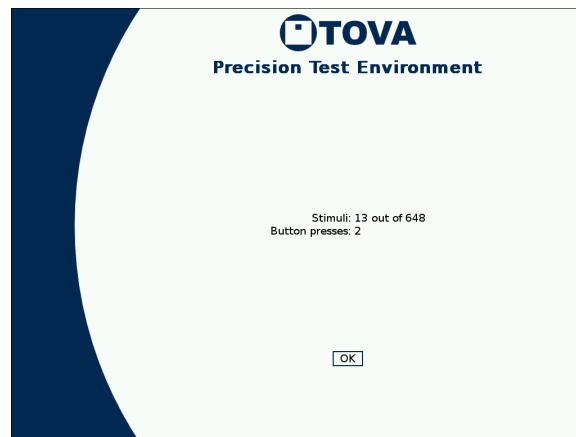 TOVA
Precision Test Environment
Stimuli: 13 out of 648
Button presses: 2
OK